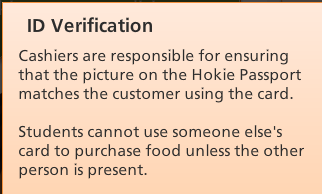 ID Verification
Cashiers are responsible for ensuring
that the picture on the Hokie Passport
matches the customer using the card.
Students cannot use someone else's
card to purchase food unless the other
person is present.